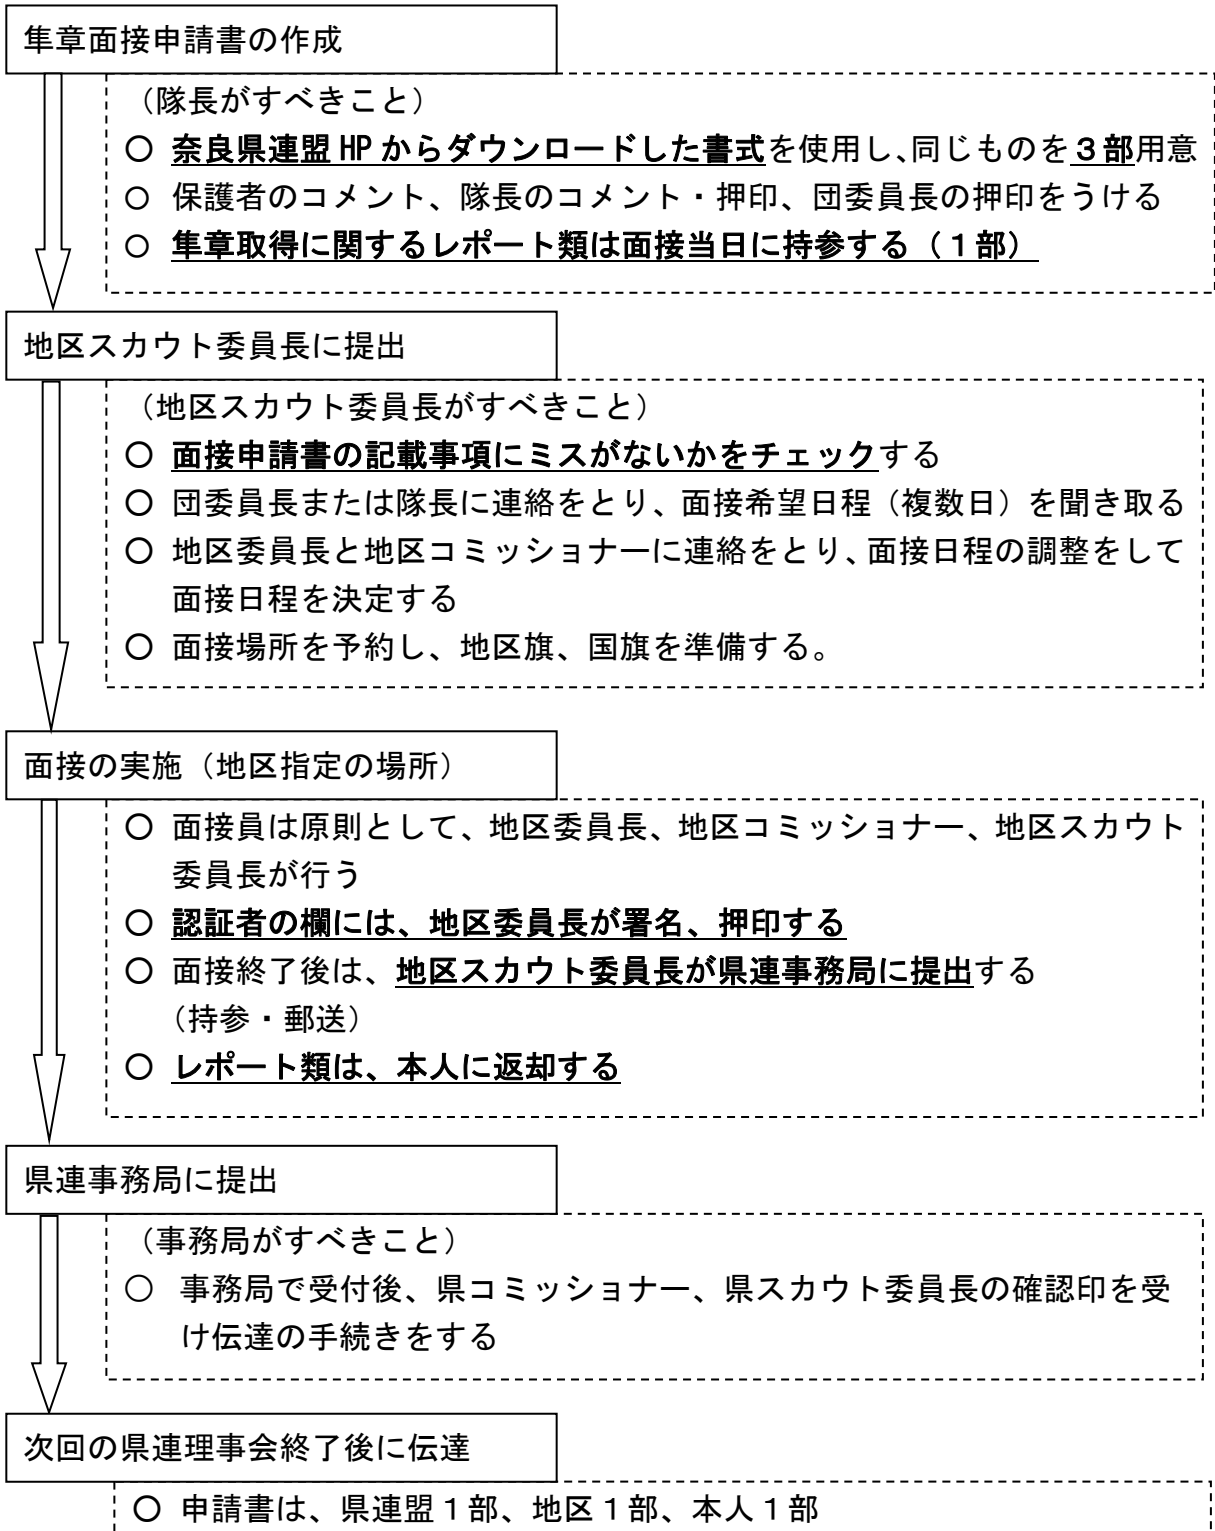 隼章面接申請書の作成
（隊長がすべきこと）
○ 奈良県連盟 HP からダウンロードした書式を使用し、同じものを３部用意
○ 保護者のコメント、隊長のコメント・押印、団委員長の押印をうける
○ 隼章取得に関するレポート類は面接当日に持参する（１部）
地区スカウト委員長に提出
（地区スカウト委員長がすべきこと）
○ 面接申請書の記載事項にミスがないかをチェックする
○ 団委員長または隊長に連絡をとり、面接希望日程（複数日）を聞き取る
○ 地区委員長と地区コミッショナーに連絡をとり、面接日程の調整をして
面接日程を決定する
○ 面接場所を予約し、地区旗、国旗を準備する。
面接の実施（地区指定の場所）
○ 面接員は原則として、地区委員長、地区コミッショナー、地区スカウト
委員長が行う
○ 認証者の欄には、地区委員長が署名、押印する
○ 面接終了後は、地区スカウト委員長が県連事務局に提出する
（持参・郵送）
○ レポート類は、本人に返却する
県連事務局に提出
（事務局がすべきこと）
○ 事務局で受付後、県コミッショナー、県スカウト委員長の確認印を受
け伝達の手続きをする
次回の県連理事会終了後に伝達
○ 申請書は、県連盟１部、地区１部、本人１部